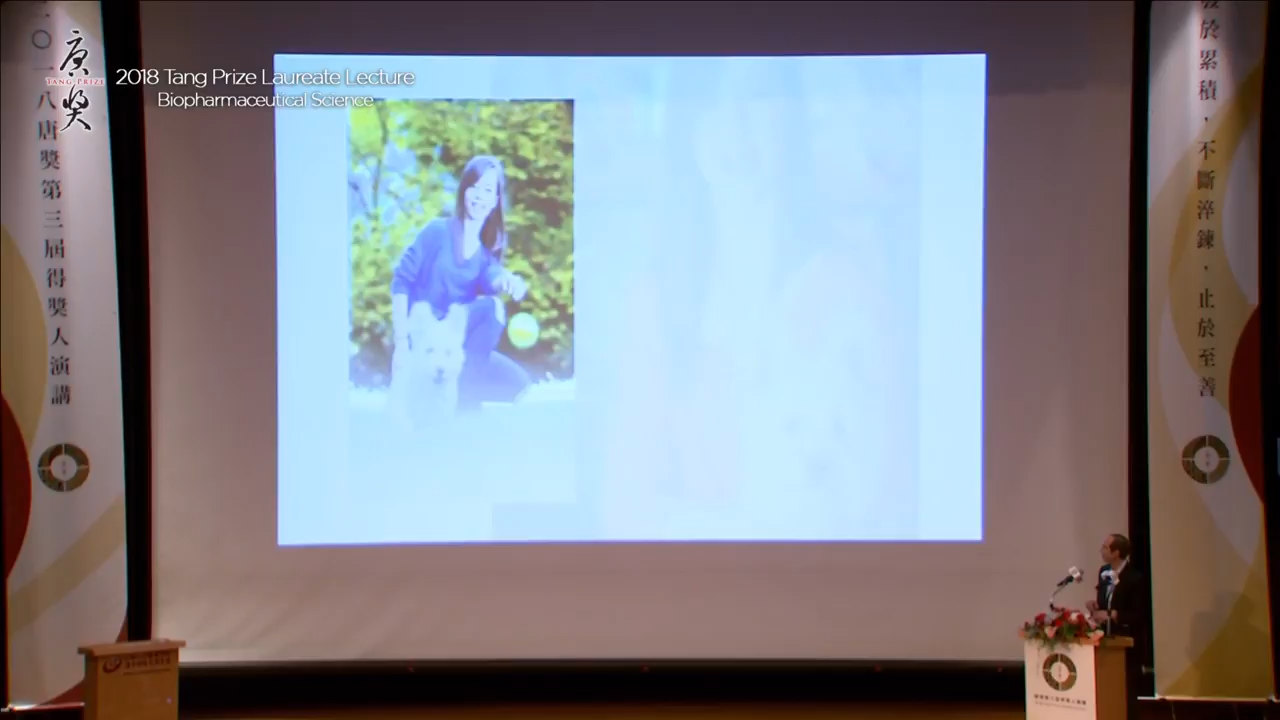 唐獎
TANG PRIZE
2018 Tang Prize Laureate Lecture
Biopharmaceutical Science
二〇一八唐獎第三屆得獎人演講
發於累積，不斷淬鍊，止於至善